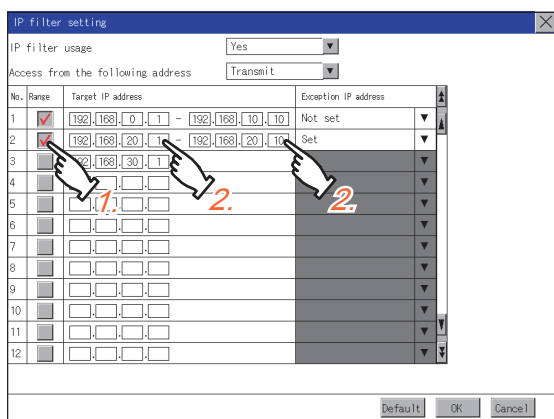 IP filter setting
IP filter usage Yes
Access from the following address Transmit
No. Range Target IP address Exception IP address
1 192.168.0.1 - 192.168.10.10 Not set
2 192.168.20.1 - 192.168.20.10 Set
3 .168.30.1
4 . . .
5 . . .
6 . . .
7 . . .
8 . . .
9 . . .
10 . . .
11 . . .
12 . . .
1. 2. 2.
Default OK Cancel